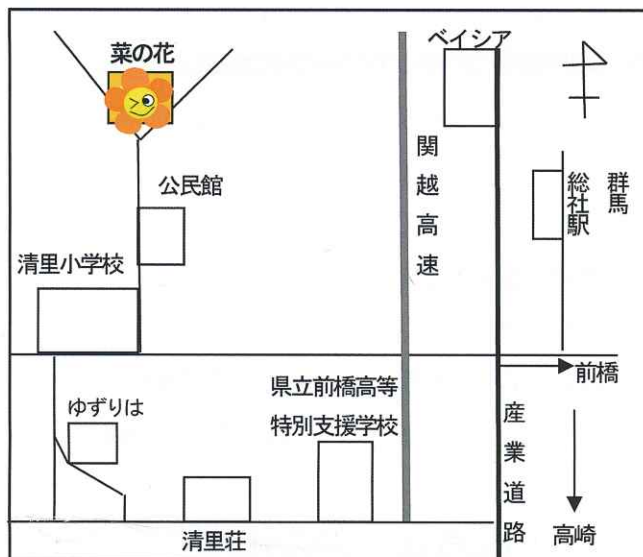 菜の花
ベイシア
関越高速
群馬
総社駅
公民館
清里小学校
前橋
県立前橋高等
特別支援学校
ゆずりは
産業道路
高崎
清里荘